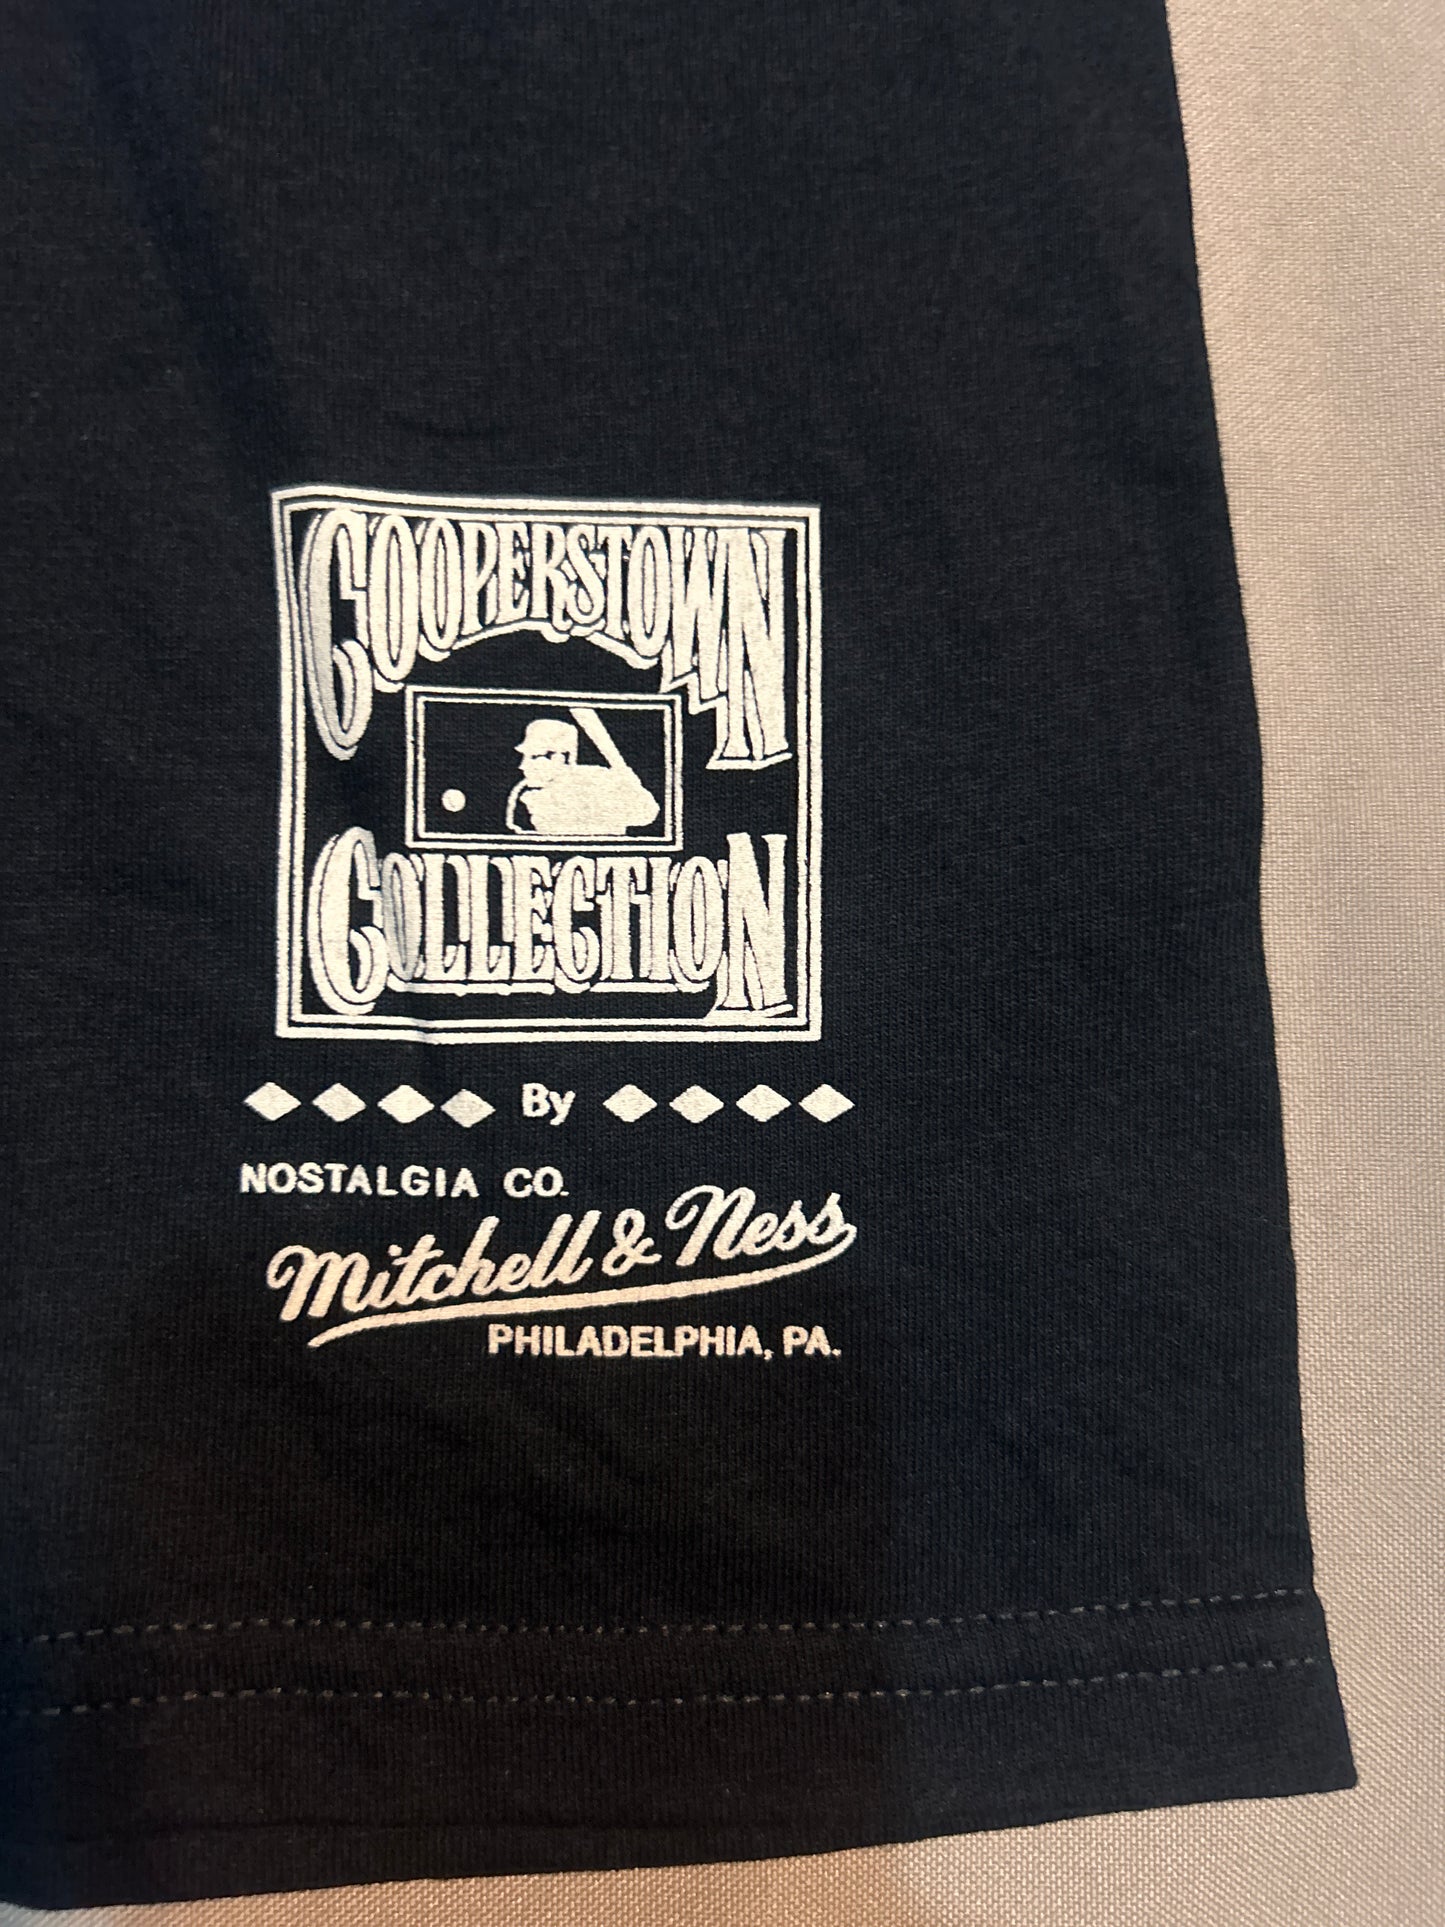 COOPERSTOWN
COLLECTION
By
NOSTALGIA CO.
Mitchell & Ness
PHILADELPHIA, PA.